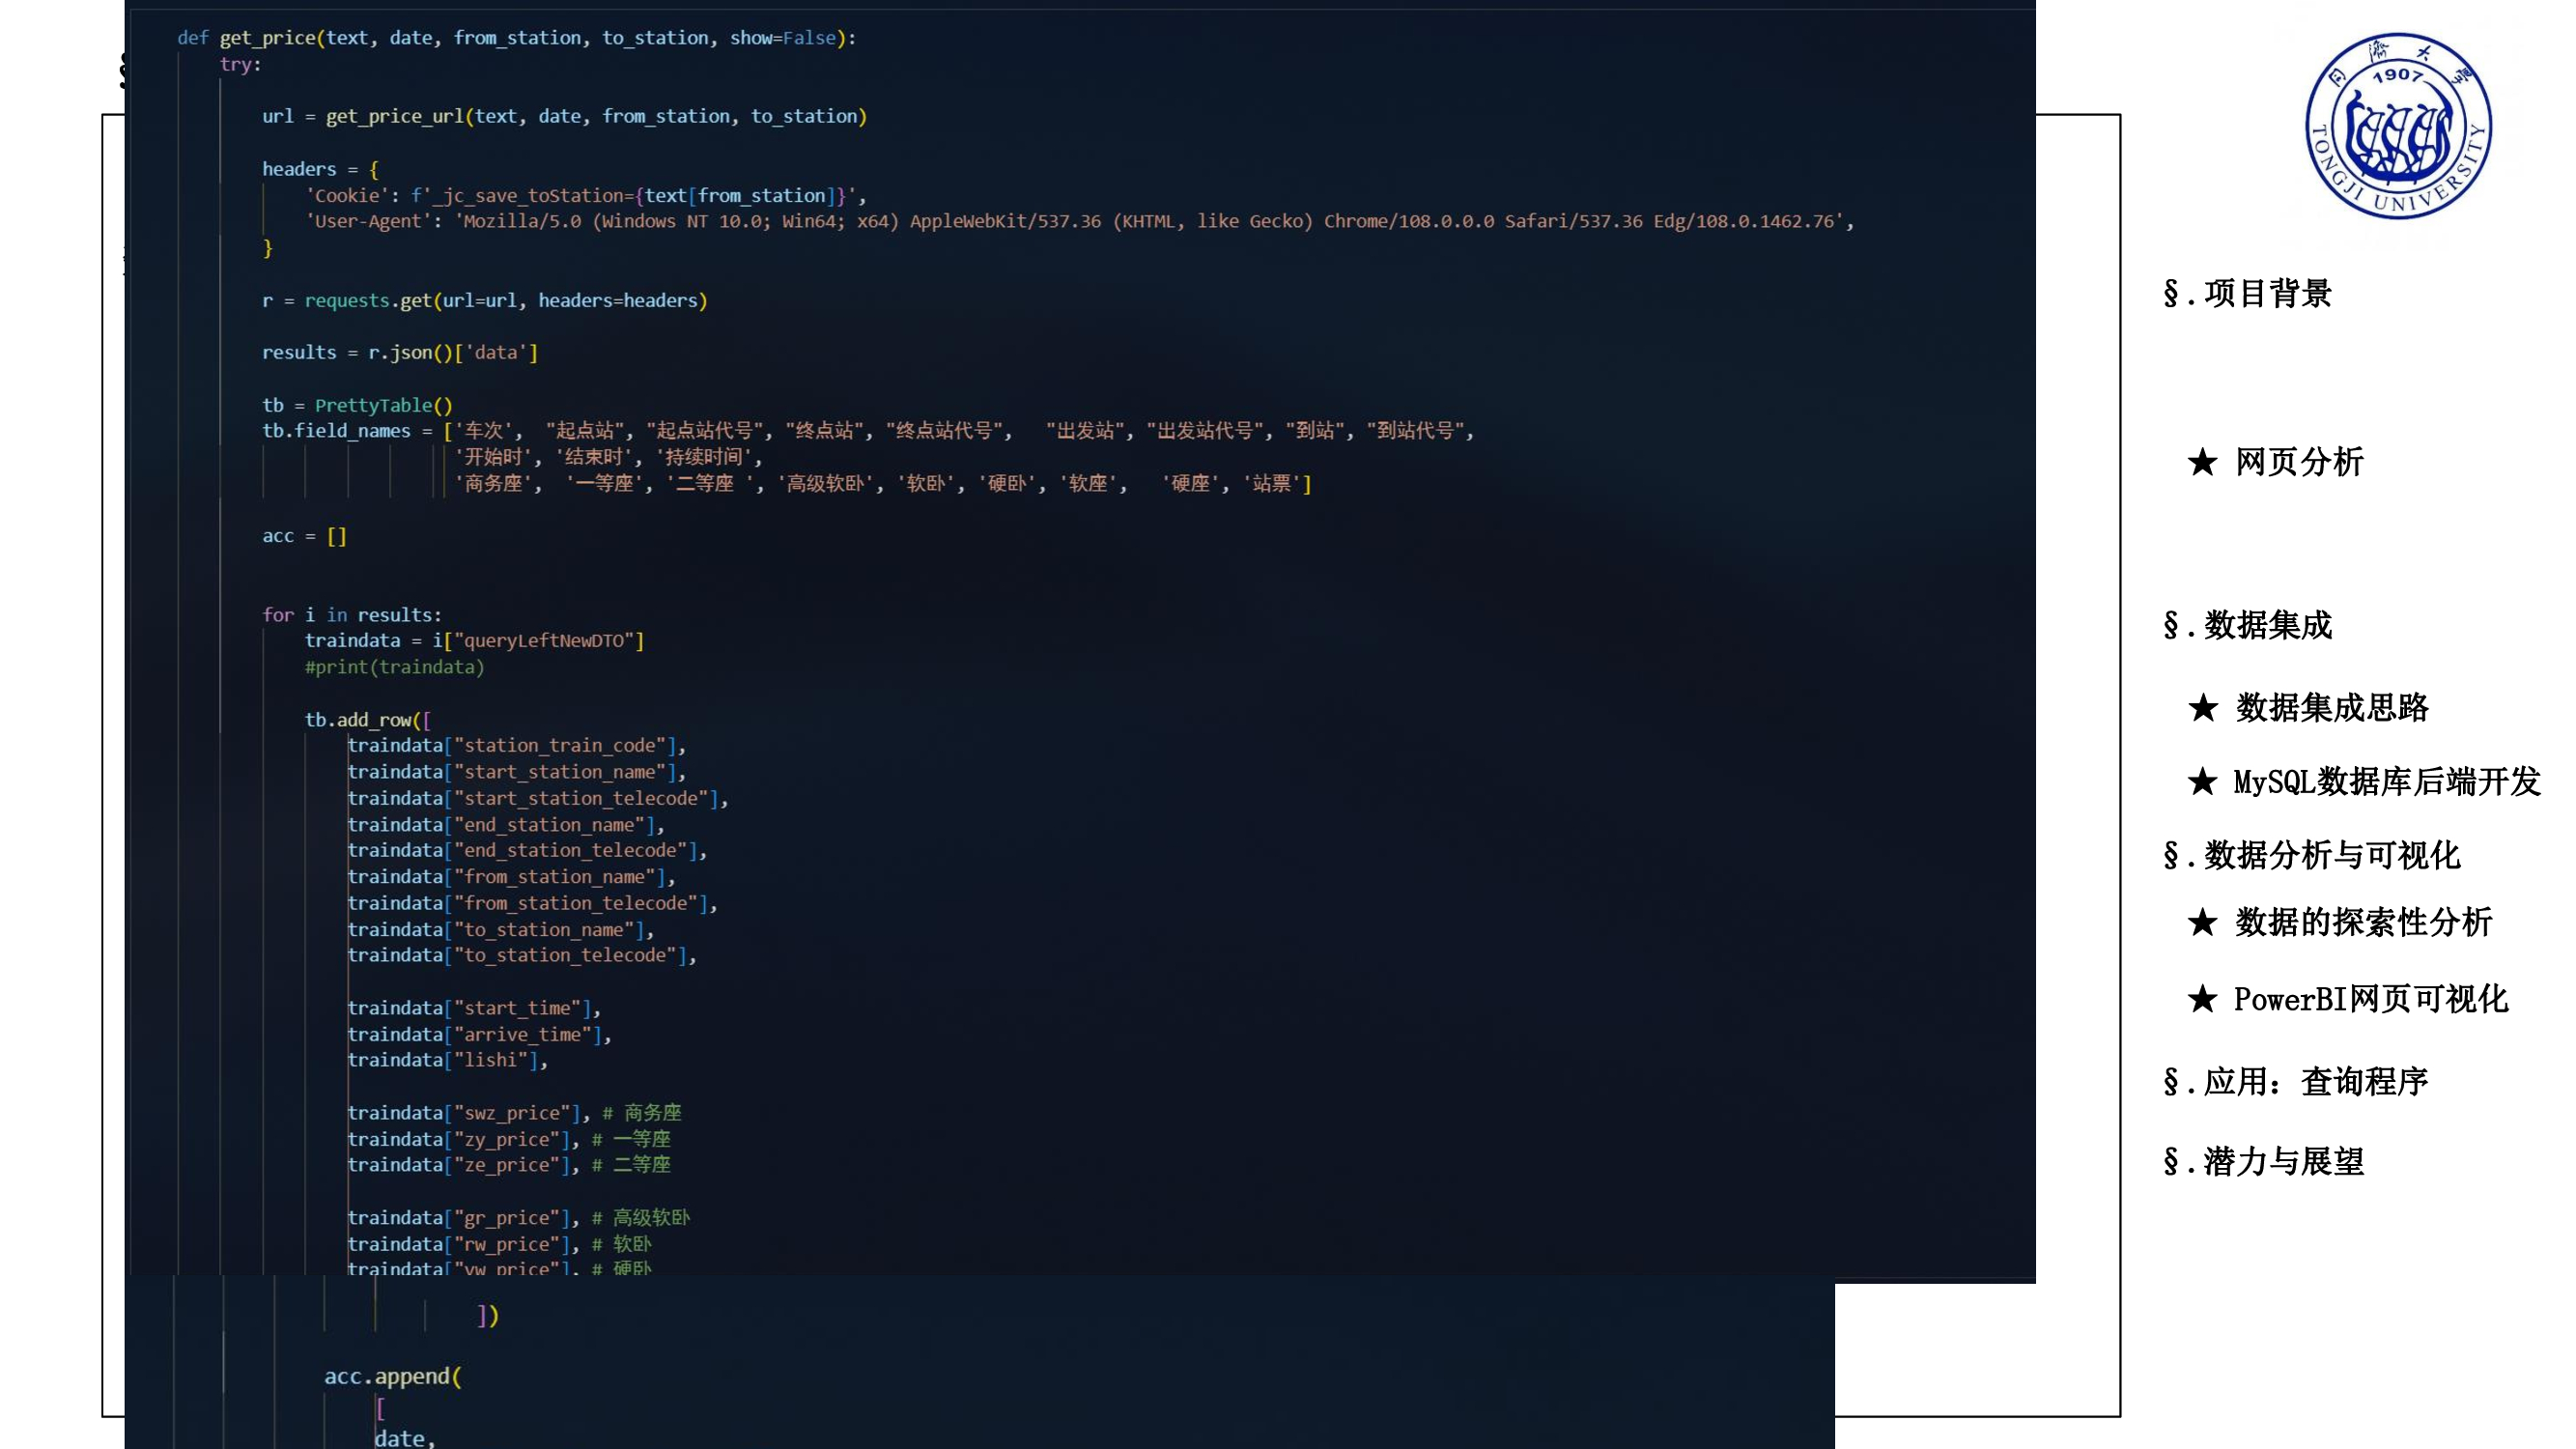 def get_price(text, date, from_station, to_station, show=False):
try:
url = get_price_url(text, date, from_station, to_station)
headers = {
'Cookie': f'_jc_save_toStation={text[from_station]}',
'User-Agent': 'Mozilla/5.0 (Windows NT 10.0; Win64; x64) AppleWebKit/537.36 (KHTML, like Gecko) Chrome/108.0.0.0 Safari/537.36 Edg/108.0.1462.76',
}
r = requests.get(url=url, headers=headers)
results = r.json()['data']
tb = PrettyTable()
tb.field_names = ['车次', "起点站", "起点站代号", "终点站", "终点站代号", "出发站", "出发站代号", "到站", "到站代号",
'开始时', '结束时', '持续时间',
'商务座', '一等座', '二等座 ', '高级软卧', '软卧', '硬卧', '软座', '硬座', '站票']
acc = []
for i in results:
traindata = i["queryLeftNewDTO"]
#print(traindata)
tb.add_row([
traindata["station_train_code"],
traindata["start_station_name"],
traindata["start_station_telecode"],
traindata["end_station_name"],
traindata["end_station_telecode"],
traindata["from_station_name"],
traindata["from_station_telecode"],
traindata["to_station_name"],
traindata["to_station_telecode"],
traindata["start_time"],
traindata["arrive_time"],
traindata["lishi"],
traindata["swz_price"], # 商务座
traindata["zy_price"], # 一等座
traindata["ze_price"], # 二等座
traindata["gr_price"], # 高级软卧
traindata["rw_price"], # 软卧
traindata["yw_price"], # 硬卧
])
acc.append(
[
date,
同濟大學
1907
TONGJI UNIVERSITY
§.项目背景
★ 网页分析
§.数据集成
★ 数据集成思路
★ MySQL数据库后端开发
§.数据分析与可视化
★ 数据的探索性分析
★ PowerBI网页可视化
§.应用：查询程序
§.潜力与展望